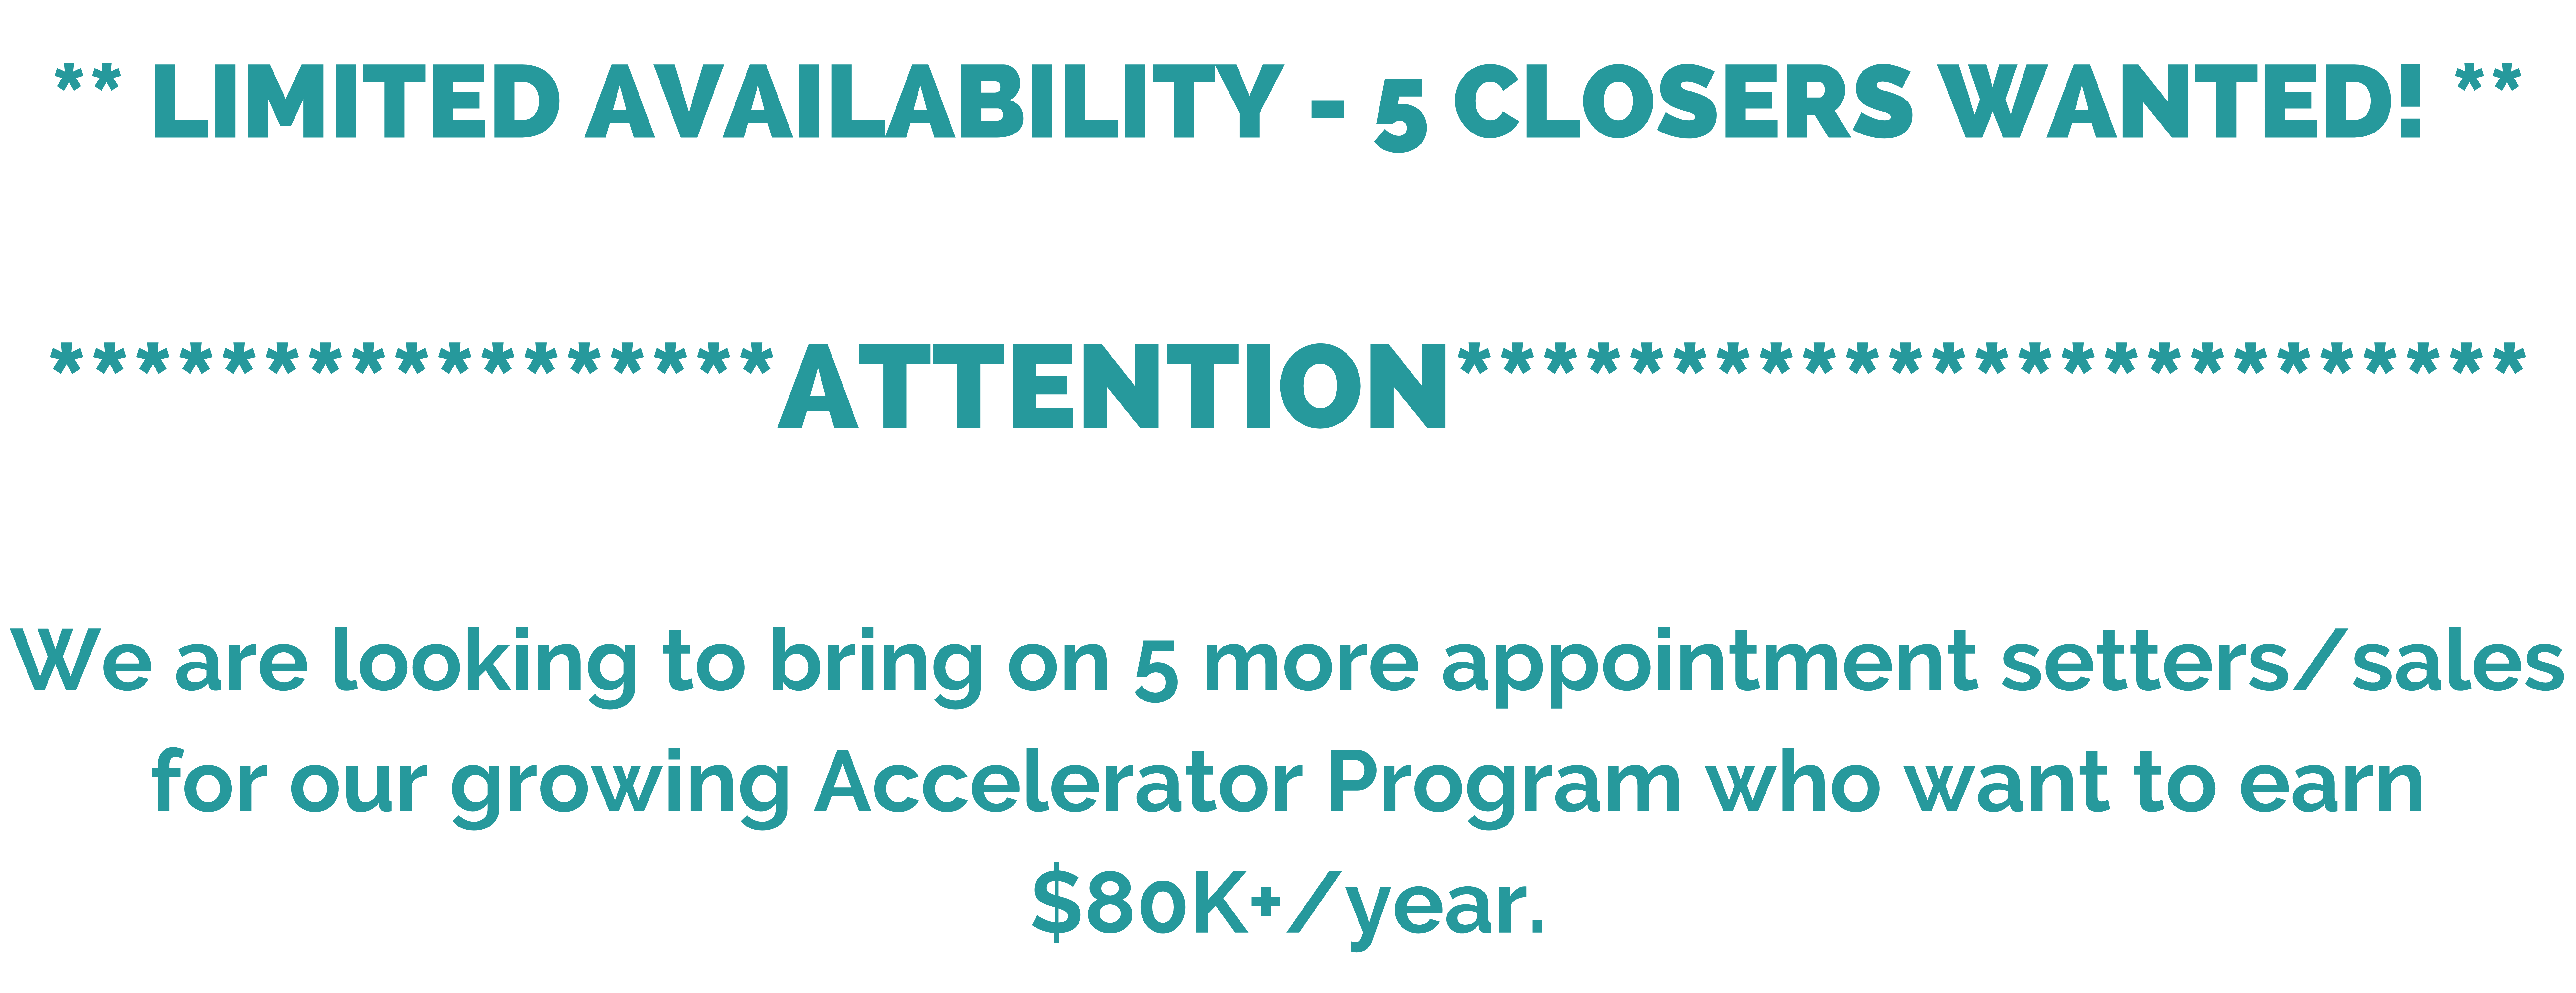 ** LIMITED AVAILABILITY - 5 CLOSERS WANTED! **
*****************ATTENTION*************************
We are looking to bring on 5 more appointment setters/sales
for our growing Accelerator Program who want to earn
$80K+/year.